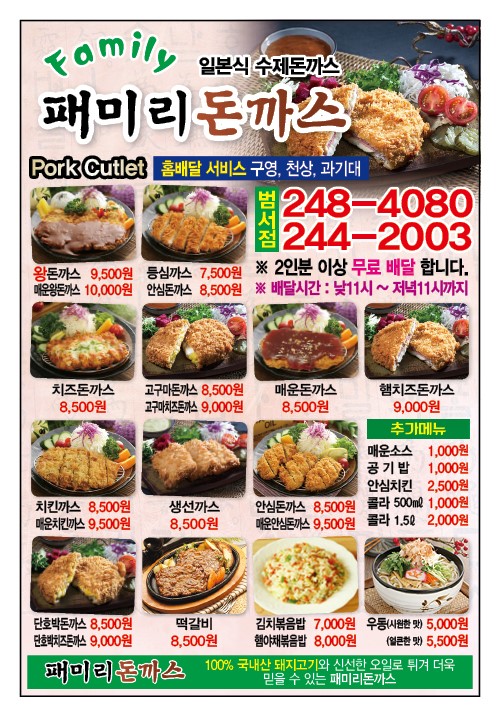 Family
일본식 수제돈까스
패미리돈까스
Pork Cutlet 홈배달 서비스 구영, 천상, 과기대
범서점 248-4080
244-2003
※ 2인분 이상 무료 배달 합니다.
※ 배달시간 : 낮11시 ~ 저녁11시까지
왕돈까스 9,500원
매운왕돈까스 10,000원
등심까스 7,500원
안심돈까스 8,500원
치즈돈까스
8,500원
고구마돈까스 8,500원
고구마치즈돈까스 9,000원
매운돈까스
8,500원
햄치즈돈까스
9,000원
치킨까스 8,500원
매운치킨까스 9,500원
생선까스
8,500원
안심돈까스 8,500원
매운안심돈까스 9,500원
추가메뉴
매운소스 1,000원
공 기 밥 1,000원
안심치킨 2,500원
콜라 500㎖ 1,000원
콜라 1.5ℓ 2,000원
단호박돈까스 8,500원
단호박치즈돈까스 9,000원
떡갈비
8,500원
김치볶음밥 7,000원
햄야채볶음밥 8,000원
우동(시원한 맛) 5,000원
(얼큰한 맛) 5,500원
패미리돈까스
100% 국내산 돼지고기와 신선한 오일로 튀겨 더욱
믿을 수 있는 패미리돈까스